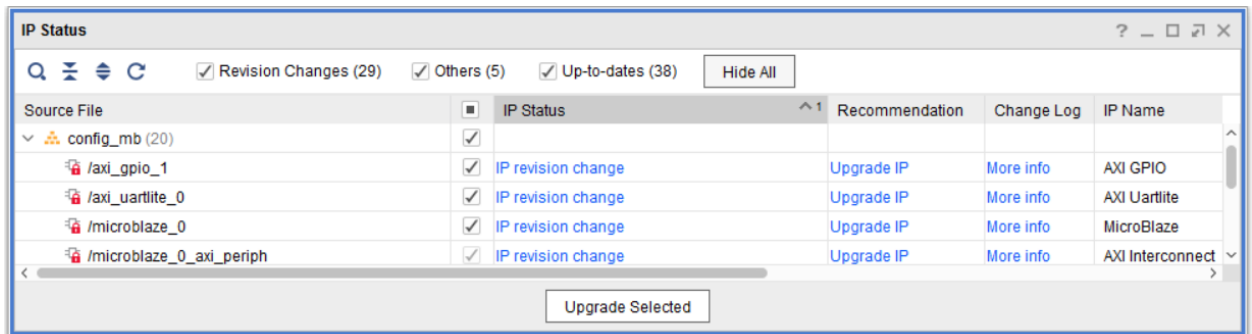 IP Status
Revision Changes (29) Others (5) Up-to-dates (38) Hide All
Source File IP Status 1 Recommendation Change Log IP Name
config_mb (20)
/axi_gpio_1 IP revision change Upgrade IP More info AXI GPIO
/axi_uartlite_0 IP revision change Upgrade IP More info AXI Uartlite
/microblaze_0 IP revision change Upgrade IP More info MicroBlaze
/microblaze_0_axi_periph IP revision change Upgrade IP More info AXI Interconnect
Upgrade Selected